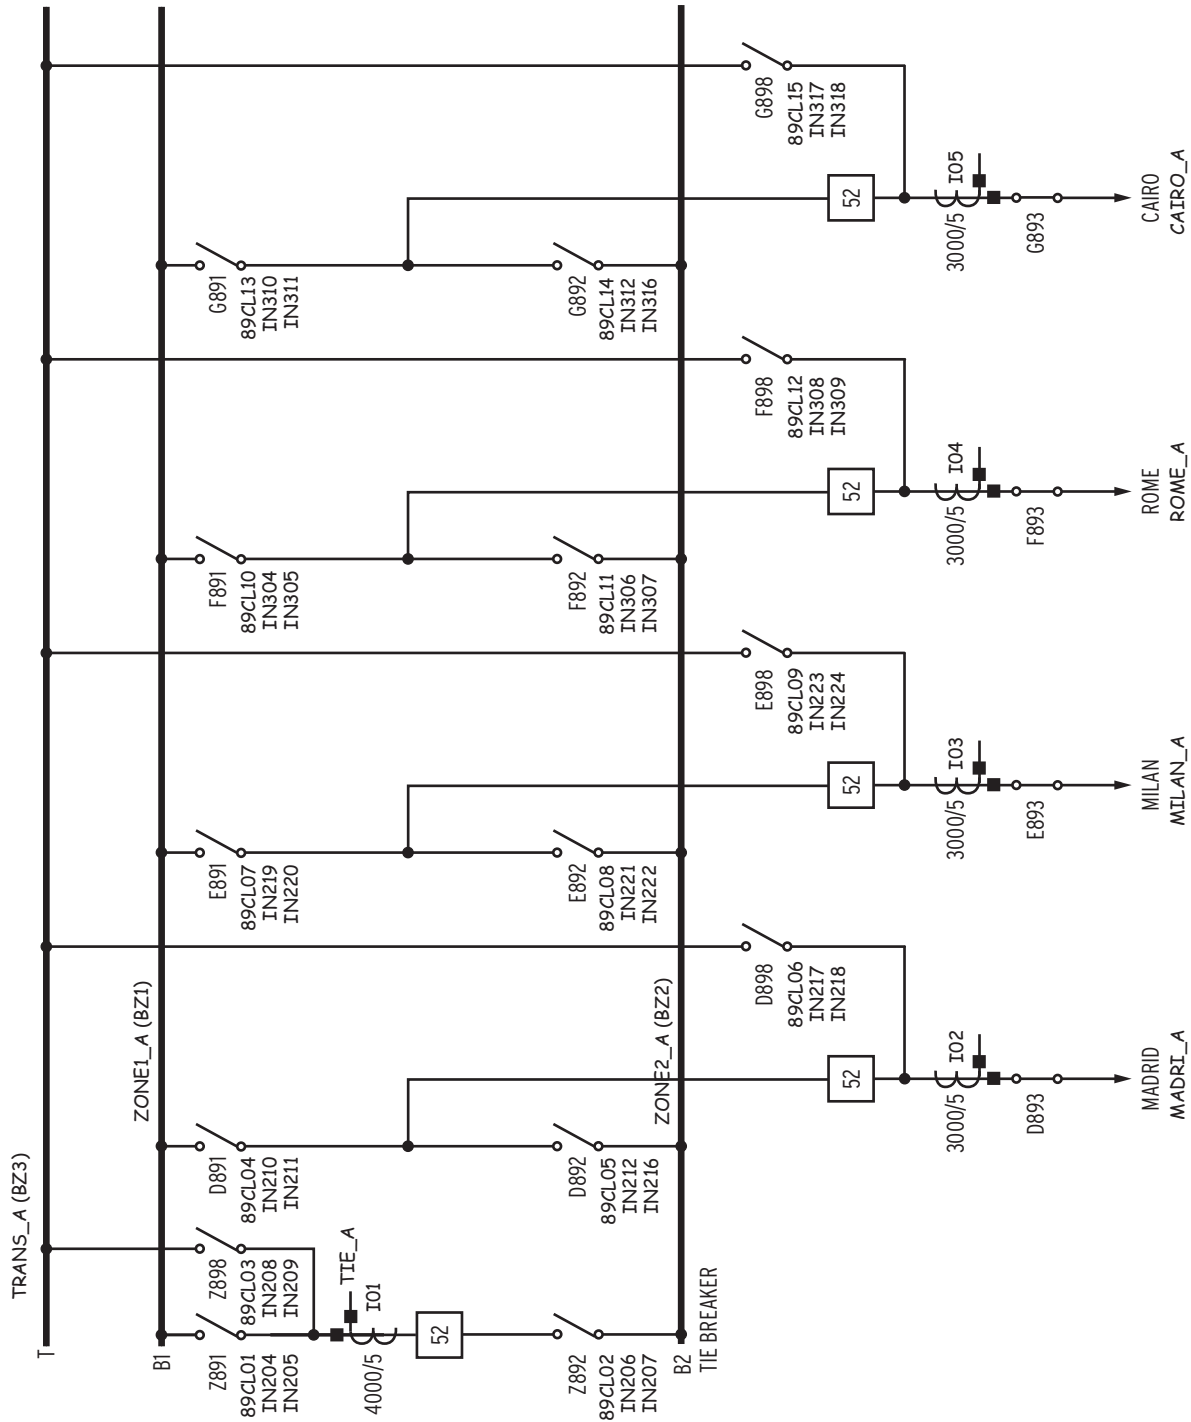 TRANS_A (BZ3)
T
ZONE1_A (BZ1)
B1
Z891
89CL01
IN204
IN205
Z898
89CL03
IN208
IN209
TIE_A
I01
4000/5
52
Z892
89CL02
IN206
IN207
B2
TIE BREAKER
ZONE2_A (BZ2)
D891
89CL04
IN210
IN211
D892
89CL05
IN212
IN216
D898
89CL06
IN217
IN218
52
3000/5
I02
D893
MADRID
MADRI_A
E891
89CL07
IN219
IN220
E892
89CL08
IN221
IN222
E898
89CL09
IN223
IN224
52
3000/5
I03
E893
MILAN
MILAN_A
F891
89CL10
IN304
IN305
F892
89CL11
IN306
IN307
F898
89CL12
IN308
IN309
52
3000/5
I04
F893
ROME
ROME_A
G891
89CL13
IN310
IN311
G892
89CL14
IN312
IN316
G898
89CL15
IN317
IN318
52
3000/5
I05
G893
CAIRO
CAIRO_A